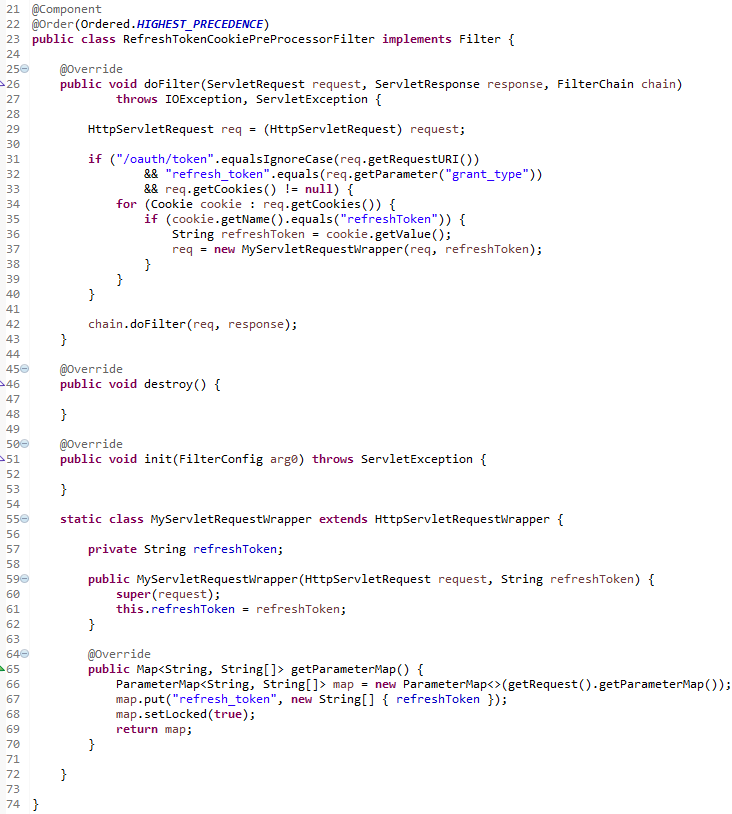 21 @Component
22 @Order(Ordered.HIGHEST_PRECEDENCE)
23 public class RefreshTokenCookiePreProcessorFilter implements Filter {
24
25 @Override
26 public void doFilter(ServletRequest request, ServletResponse response, FilterChain chain)
27 throws IOException, ServletException {
28
29 HttpServletRequest req = (HttpServletRequest) request;
30
31 if ("/oauth/token".equalsIgnoreCase(req.getRequestURI())
32 && "refresh_token".equals(req.getParameter("grant_type"))
33 && req.getCookies() != null) {
34 for (Cookie cookie : req.getCookies()) {
35 if (cookie.getName().equals("refreshToken")) {
36 String refreshToken = cookie.getValue();
37 req = new MyServletRequestWrapper(req, refreshToken);
38 }
39 }
40 }
41
42 chain.doFilter(req, response);
43 }
44
45 @Override
46 public void destroy() {
47
48 }
49
50 @Override
51 public void init(FilterConfig arg0) throws ServletException {
52
53 }
54
55 static class MyServletRequestWrapper extends HttpServletRequestWrapper {
56
57 private String refreshToken;
58
59 public MyServletRequestWrapper(HttpServletRequest request, String refreshToken) {
60 super(request);
61 this.refreshToken = refreshToken;
62 }
63
64 @Override
65 public Map<String, String[]> getParameterMap() {
66 ParameterMap<String, String[]> map = new ParameterMap<>(getRequest().getParameterMap());
67 map.put("refresh_token", new String[] { refreshToken });
68 map.setLocked(true);
69 return map;
70 }
71
72 }
73
74 }